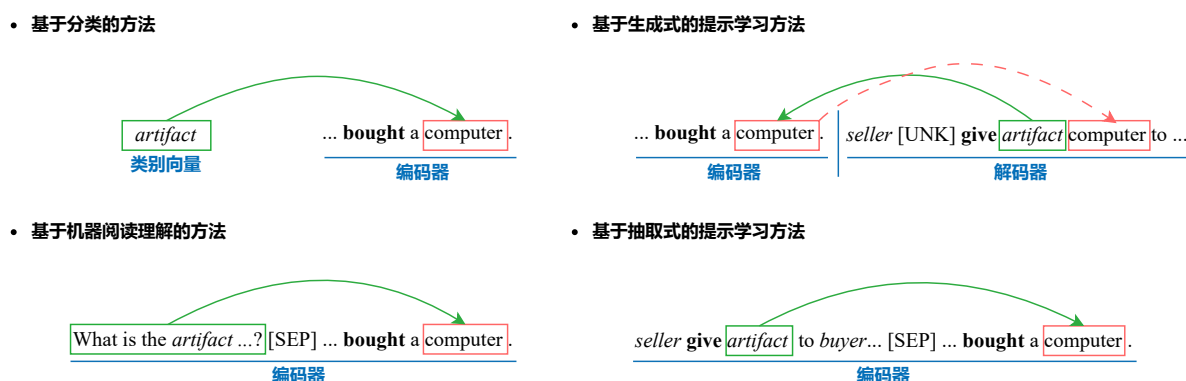 • 基于分类的方法
artifact
类别向量
... bought a computer .
编码器
• 基于生成式的提示学习方法
... bought a computer .
编码器
seller [UNK] give artifact computer to ...
解码器
• 基于机器阅读理解的方法
What is the artifact ...? [SEP] ... bought a computer .
编码器
• 基于抽取式的提示学习方法
seller give artifact to buyer... [SEP] ... bought a computer .
编码器